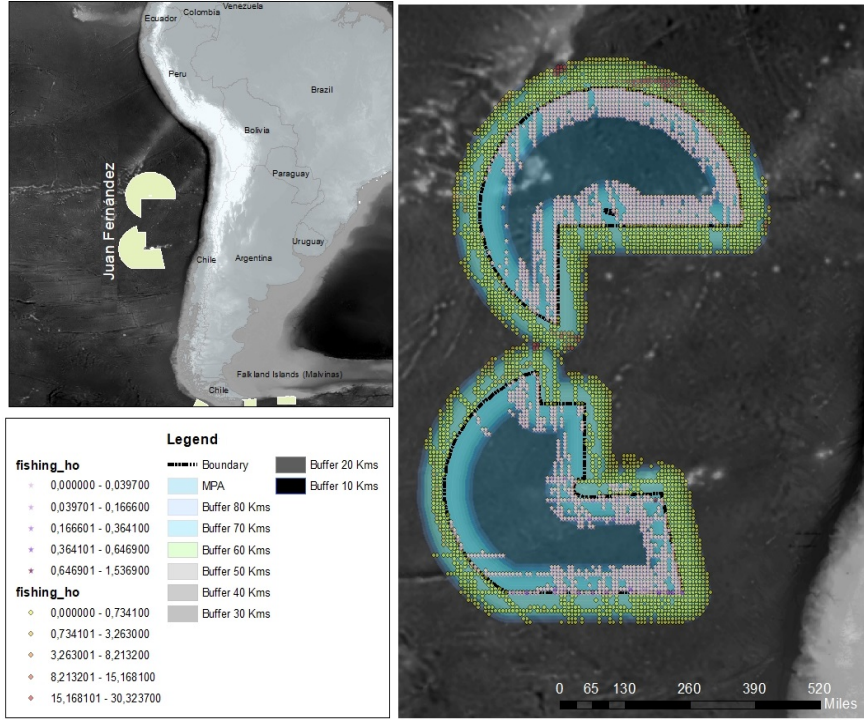 Venezuela
Colombia
Ecuador
Peru
Brazil
Bolivia
Paraguay
Juan Fernández
Uruguay
Chile
Argentina
Falkland Islands (Malvinas)
Chile
Legend
fishing_ho
0,000000 - 0,039700
0,039701 - 0,166600
0,166601 - 0,364100
0,364101 - 0,646900
0,646901 - 1,536900
fishing_ho
0,000000 - 0,734100
0,734101 - 3,263000
3,263001 - 8,213200
8,213201 - 15,168100
15,168101 - 30,323700
Boundary
MPA
Buffer 80 Kms
Buffer 70 Kms
Buffer 60 Kms
Buffer 50 Kms
Buffer 40 Kms
Buffer 30 Kms
Buffer 20 Kms
Buffer 10 Kms
0 65 130 260 390 520
Miles